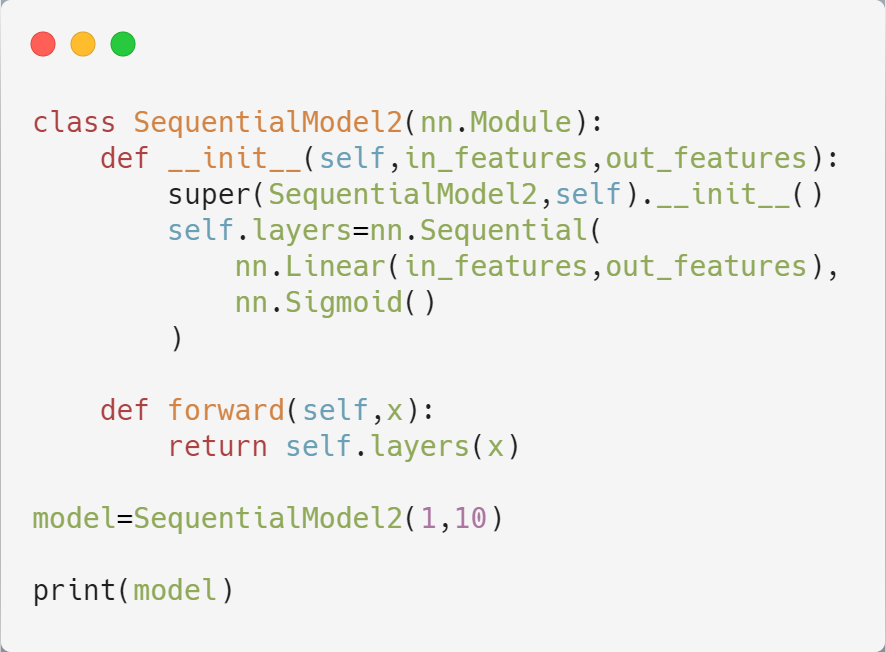 class SequentialModel2(nn.Module):
    def __init__(self,in_features,out_features):
        super(SequentialModel2,self).__init__()
        self.layers=nn.Sequential(
            nn.Linear(in_features,out_features),
            nn.Sigmoid()
        )

    def forward(self,x):
        return self.layers(x)

model=SequentialModel2(1,10)

print(model)